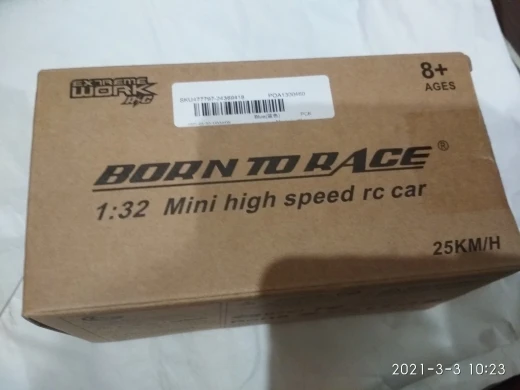 EXTREME
WORK R/C
8+
AGES
Blue
BORN TO RACE®
1:32 Mini high speed rc car
25KM/H
2021-3-3 10:23